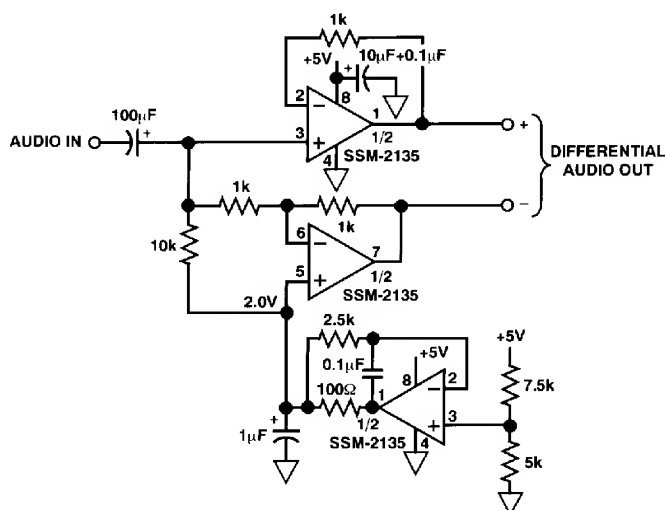 1k
+5V
10µF+0.1µF
+
2
8
−
1
+
100µF
+
AUDIO IN
3
+
1/2
SSM-2135
4
DIFFERENTIAL
AUDIO OUT
1k
1k
−
10k
6
−
7
5
+
1/2
SSM-2135
2.0V
2.5k
+5V
+5V
0.1µF
8
2
−
7.5k
100Ω
1
3
+
+
1µF
1/2
SSM-2135
4
5k